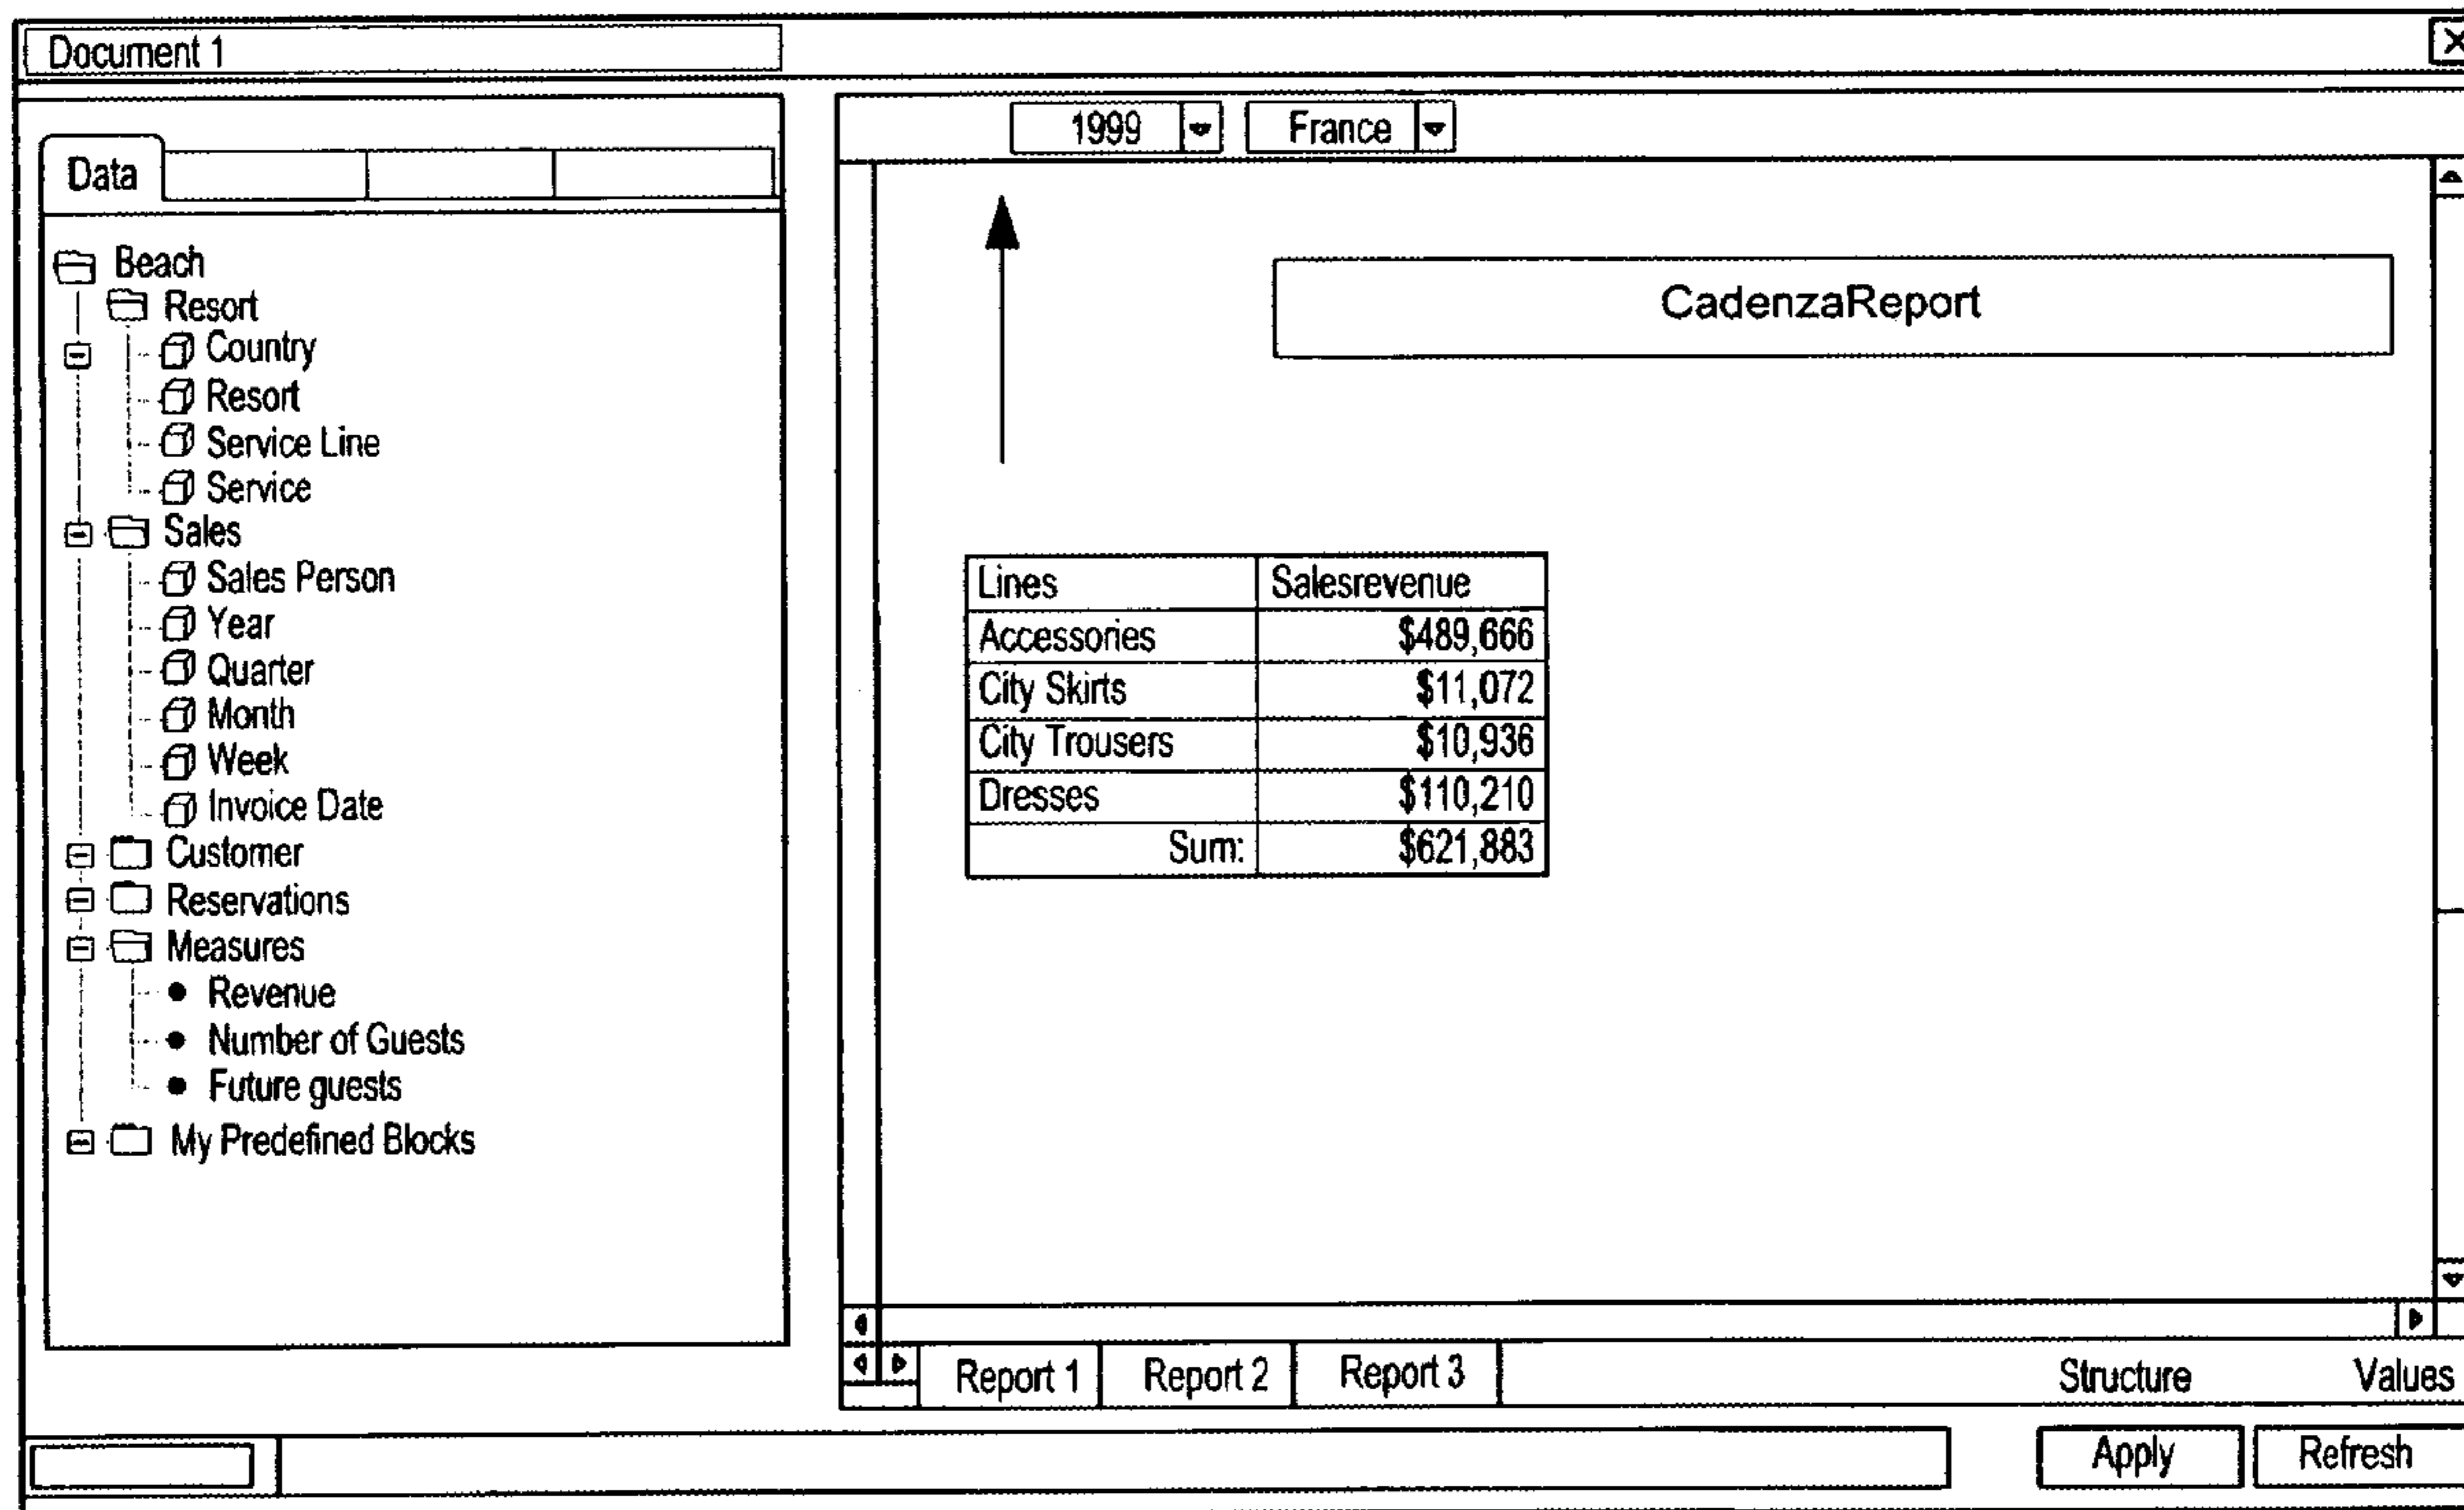 Document 1
Data
Beach
Resort
Country
Resort
Service Line
Service
Sales
Sales Person
Year
Quarter
Month
Week
Invoice Date
Customer
Reservations
Measures
Revenue
Number of Guests
Future guests
My Predefined Blocks
1999 France
CadenzaReport
Lines Salesrevenue
Accessories $489,666
City Skirts $11,072
City Trousers $10,936
Dresses $110,210
Sum: $621,883
Report 1 Report 2 Report 3 Structure Values
Apply Refresh